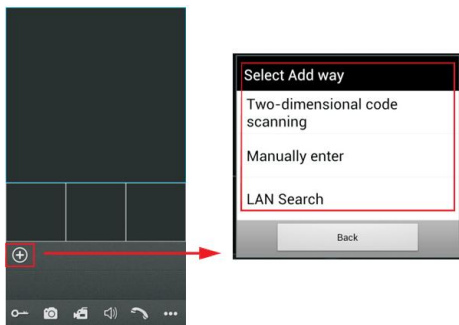 Select Add way
Two-dimensional code
scanning
Manually enter
LAN Search
Back